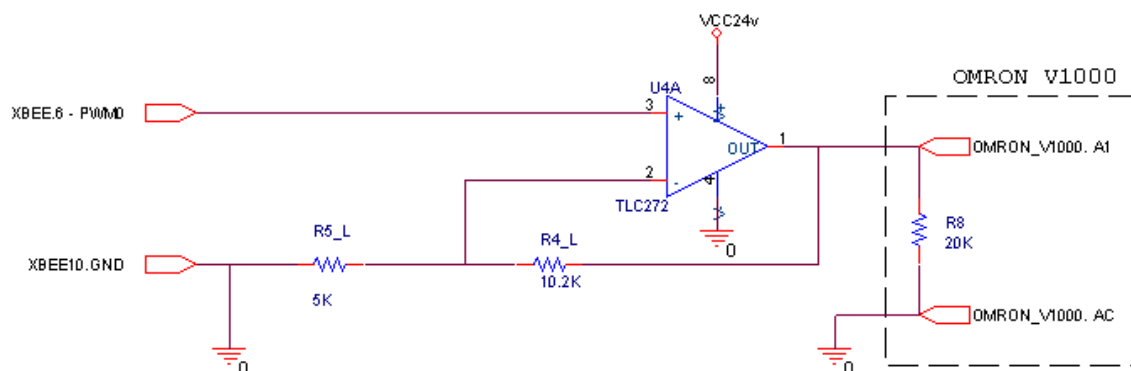 VCC24v
OMRON V1000
8
U4A
XBEE.6 - PWM0
3
+
+
V
OUT
1
OMRON_V1000. A1
2
-
4
V
TLC272
0
R5_L
R4_L
R8
20K
XBEE10.GND
5K
10.2K
OMRON_V1000. AC
0
0